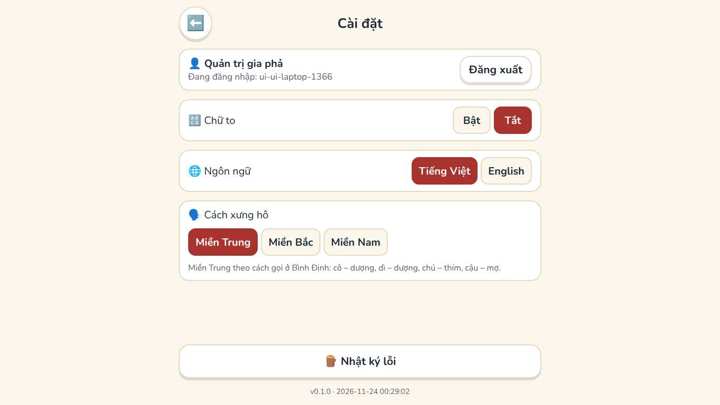 Cài đặt
Quản trị gia phả
Đang đăng nhập: ui-ui-laptop-1366
Đăng xuất
Chữ to
Bật
Tắt
Ngôn ngữ
Tiếng Việt
English
Cách xưng hô
Miền Trung
Miền Bắc
Miền Nam
Miền Trung theo cách gọi ở Bình Định: cô – dượng, dì – dượng, chú – thím, cậu – mợ.
Nhật ký lỗi
v0.1.0 · 2026-11-24 00:29:02